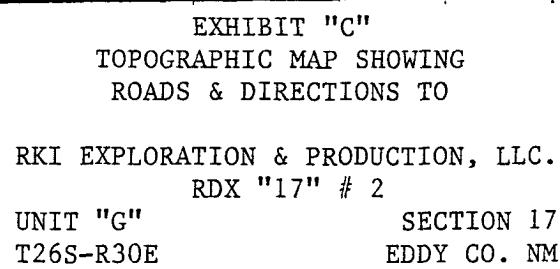 EXHIBIT "C"
TOPOGRAPHIC MAP SHOWING
ROADS & DIRECTIONS TO
RKI EXPLORATION & PRODUCTION, LLC.
RDX "17" # 2
UNIT "G" SECTION 17
T26S-R30E EDDY CO. NM